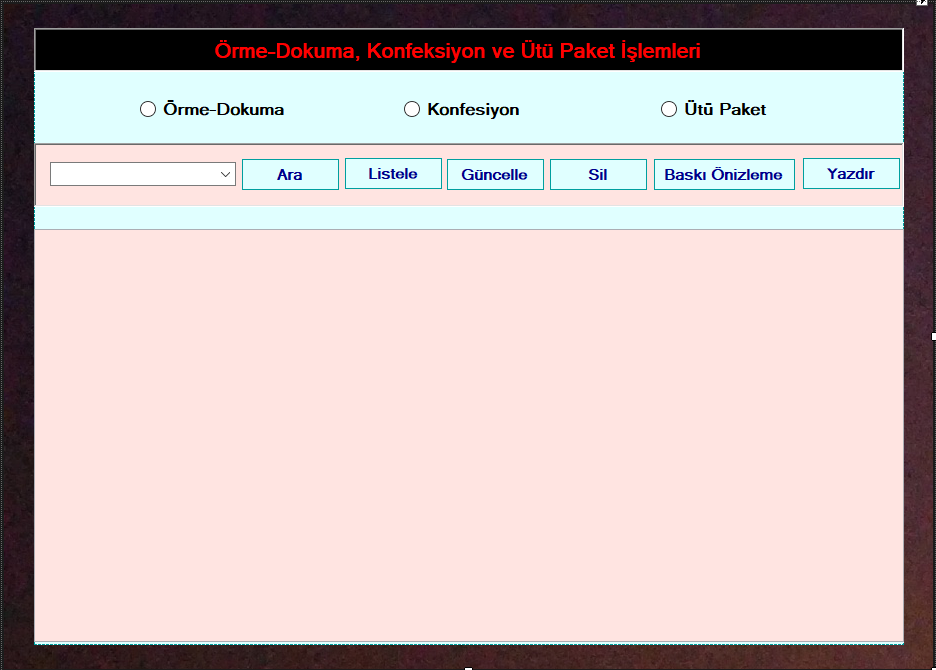 Örme-Dokuma, Konfeksiyon ve Ütü Paket İşlemleri
Örme-Dokuma Konfesiyon Ütü Paket
Ara Listele Güncelle Sil Baskı Önizleme Yazdır